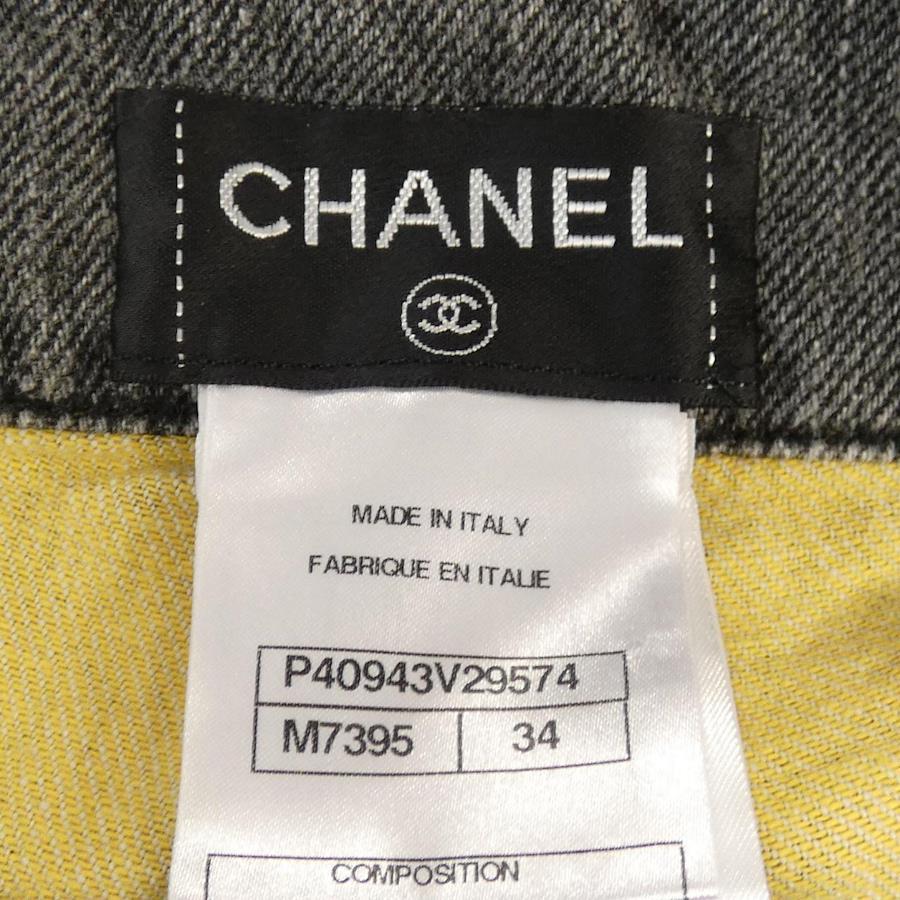 CHANEL
MADE IN ITALY
FABRIQUE EN ITALIE
P40943V29574
M7395 34
COMPOSITION